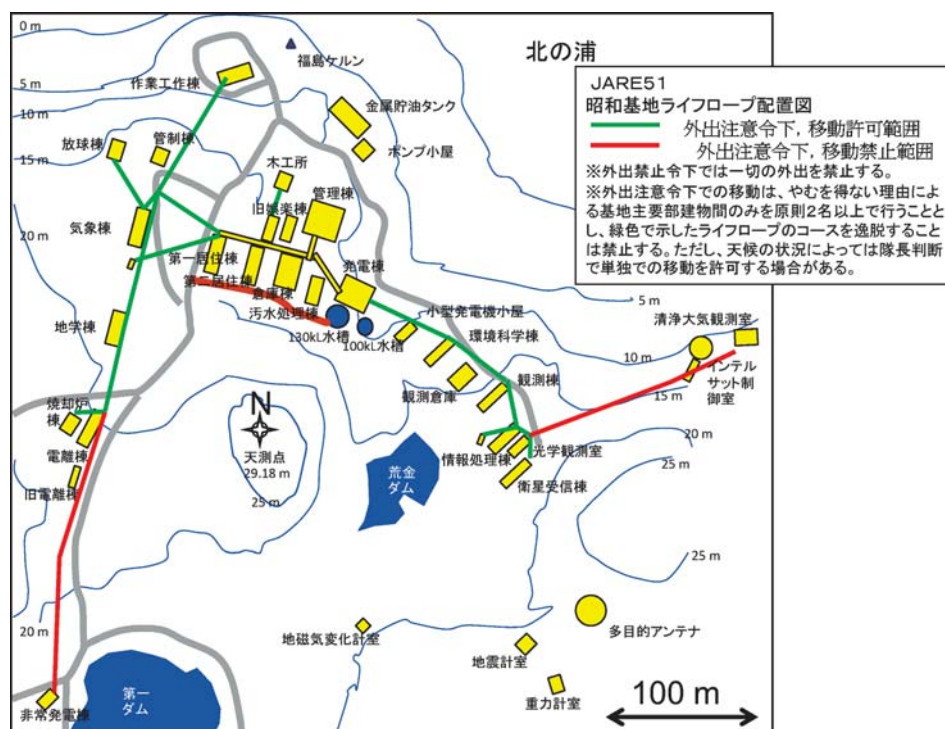 0 m
北の浦
福島ケルン
作業工作棟
5 m
JARE51
昭和基地ライフロープ配置図
外出注意令下，移動許可範囲
外出注意令下，移動禁止範囲
※外出禁止令下では一切の外出を禁止する。
※外出注意令下での移動は、やむを得ない理由によ
る基地主要部建物間のみを原則2名以上で行うことと
し、緑色で示したライフロープのコースを逸脱すること
は禁止する。ただし、天候の状況によっては隊長判断
で単独での移動を許可する場合がある。
金属貯油タンク
10 m
放球棟
管制棟
ポンプ小屋
15 m
木工所
管理棟
旧娯楽棟
気象棟
20 m
第一居住棟
発電棟
第二居住棟
倉庫棟
汚水処理棟
小型発電機小屋
5 m
清浄大気観測室
130kL水槽
100kL水槽
環境科学棟
地学棟
10 m
インテル
サット制
御室
観測棟
観測倉庫
15 m
焼却炉
棟
N
20 m
電離棟
天測点
29.18 m
情報処理棟
光学観測室
25 m
荒金
ダム
衛星受信棟
旧電離棟
25 m
25 m
20 m
地磁気変化計室
多目的アンテナ
地震計室
第一
ダム
重力計室
100 m
非常発電棟